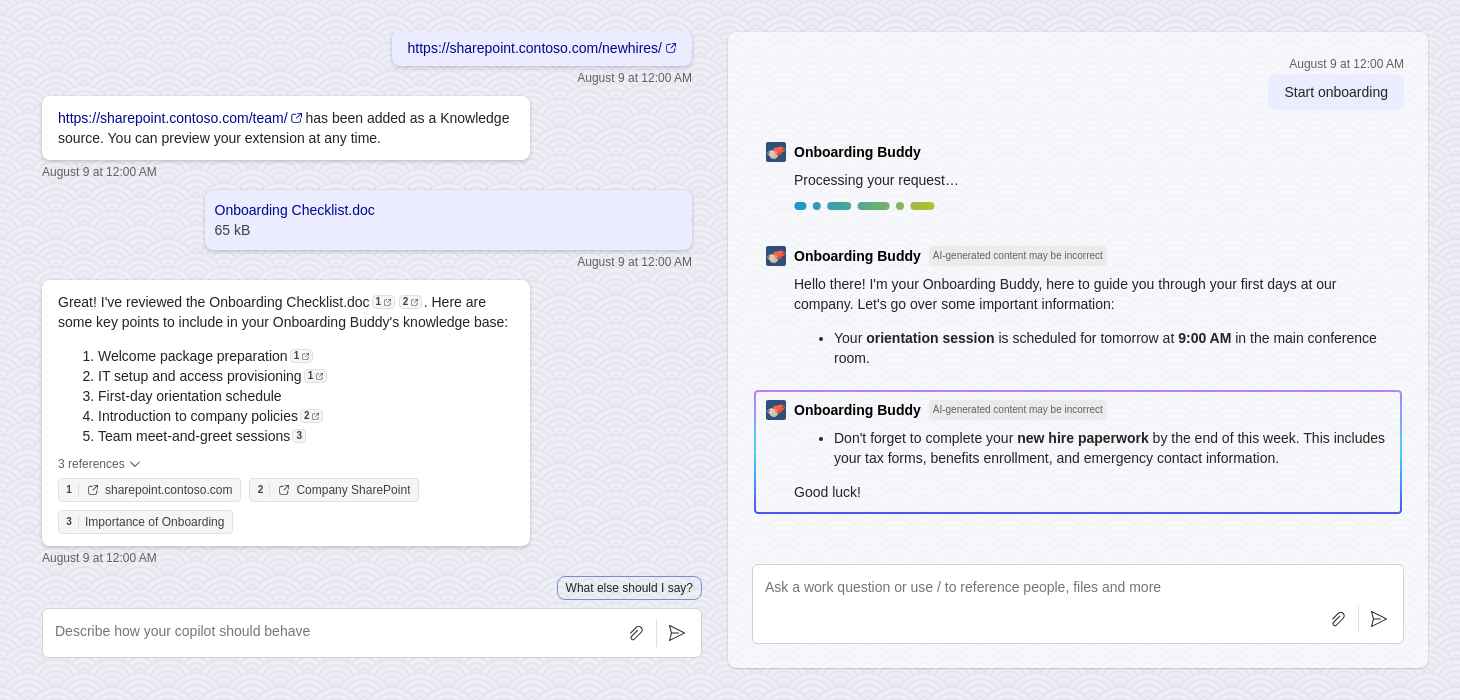 https://sharepoint.contoso.com/newhires/
August 9 at 12:00 AM
https://sharepoint.contoso.com/team/ has been added as a Knowledge
source. You can preview your extension at any time.
August 9 at 12:00 AM
Onboarding Checklist.doc
65 kB
August 9 at 12:00 AM
Great! I've reviewed the Onboarding Checklist.doc 1 2 . Here are
some key points to include in your Onboarding Buddy's knowledge base:
1. Welcome package preparation 1
2. IT setup and access provisioning 1
3. First-day orientation schedule
4. Introduction to company policies 2
5. Team meet-and-greet sessions 3
3 references
1 sharepoint.contoso.com 2 Company SharePoint
3 Importance of Onboarding
August 9 at 12:00 AM
What else should I say?
Describe how your copilot should behave
August 9 at 12:00 AM
Start onboarding
Onboarding Buddy
Processing your request…
Onboarding Buddy AI-generated content may be incorrect
Hello there! I'm your Onboarding Buddy, here to guide you through your first days at our
company. Let's go over some important information:
• Your orientation session is scheduled for tomorrow at 9:00 AM in the main conference
room.
Onboarding Buddy AI-generated content may be incorrect
• Don't forget to complete your new hire paperwork by the end of this week. This includes
your tax forms, benefits enrollment, and emergency contact information.
Good luck!
Ask a work question or use / to reference people, files and more